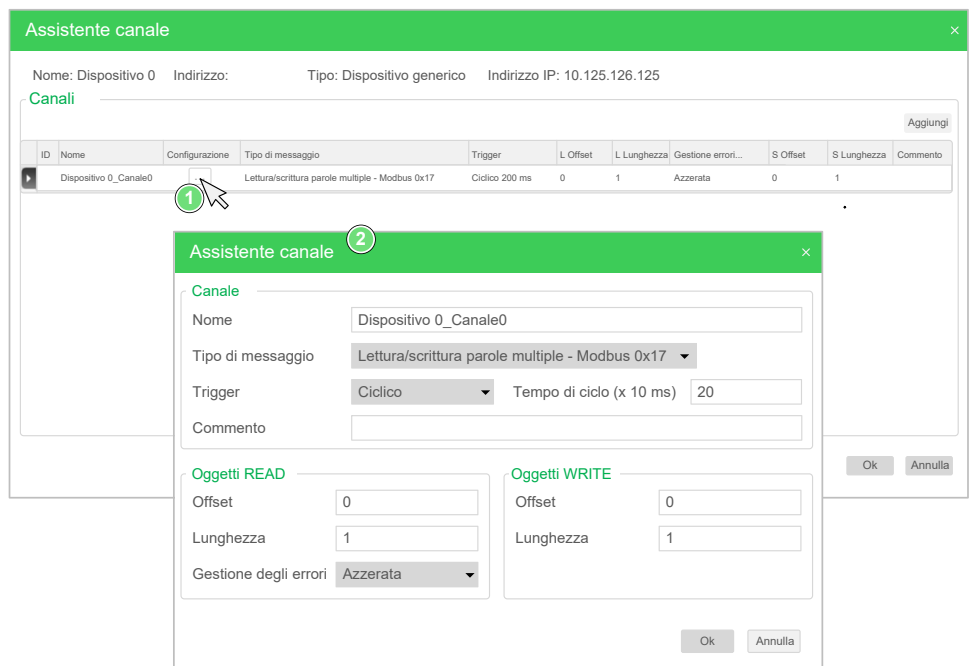 Assistente canale ×
Nome: Dispositivo 0 Indirizzo: Tipo: Dispositivo generico Indirizzo IP: 10.125.126.125
Canali
Aggiungi
ID Nome Configurazione Tipo di messaggio Trigger L Offset L Lunghezza Gestione errori... S Offset S Lunghezza Commento
Dispositivo 0_Canale0 ... Lettura/scrittura parole multiple - Modbus 0x17 Ciclico 200 ms 0 1 Azzerata 0 1
1
2
Assistente canale ×
Canale
Nome Dispositivo 0_Canale0
Tipo di messaggio Lettura/scrittura parole multiple - Modbus 0x17
Trigger Ciclico Tempo di ciclo (x 10 ms) 20
Commento
Ok Annulla
Oggetti READ Oggetti WRITE
Offset 0 Offset 0
Lunghezza 1 Lunghezza 1
Gestione degli errori Azzerata
Ok Annulla